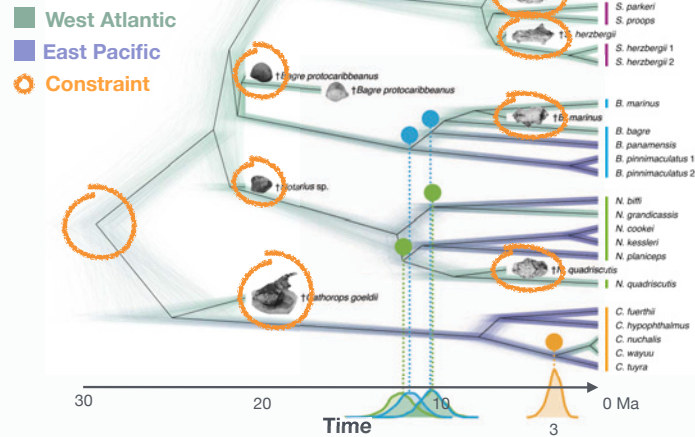 West Atlantic
East Pacific
Constraint
S. parkeri
S. proops
†S. herzbergii
S. herzbergii 1
S. herzbergii 2
†Bagre protocaribbeanus
†Bagre protocaribbeanus
B. marinus
†B. marinus
B. bagre
B. panamensis
B. pinnimaculatus 1
B. pinnimaculatus 2
†Notarius sp.
N. biffi
N. grandicassis
N. cookei
N. kessleri
N. planiceps
†N. quadriscutis
N. quadriscutis
†Cathorops goeldii
C. fuerthii
C. hypophthalmus
C. nuchalis
C. wayuu
C. tuyra
30
20
10
0 Ma
Time
3